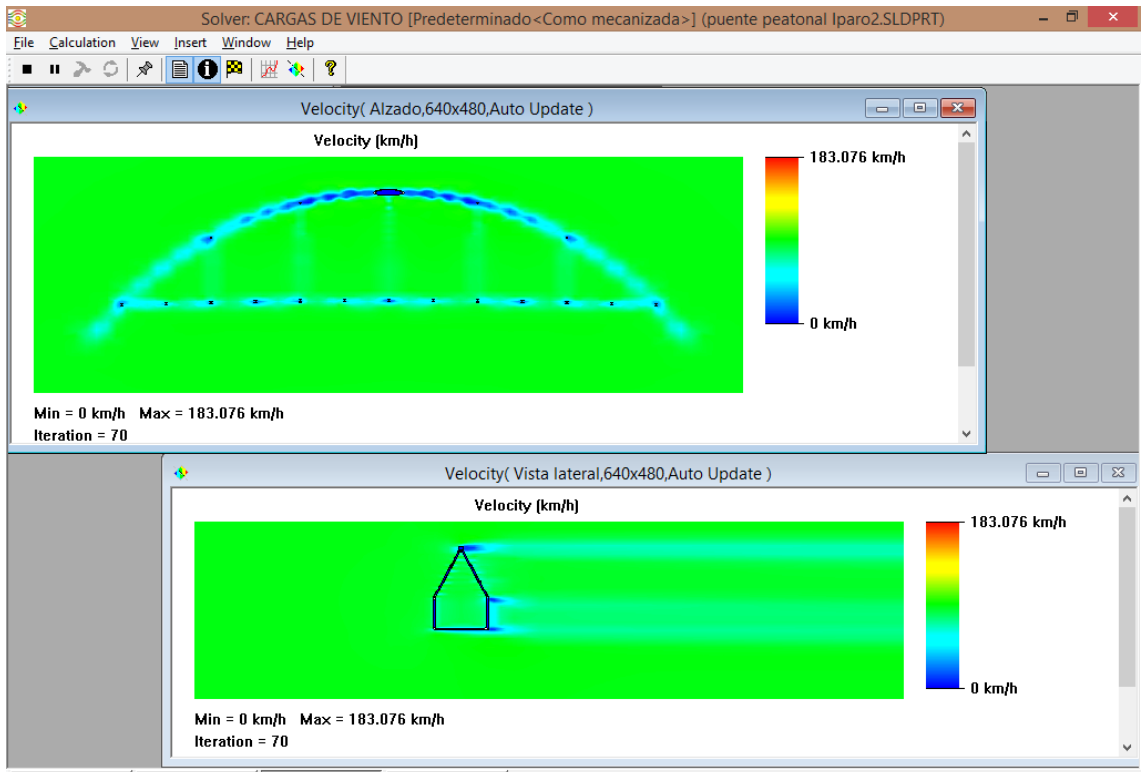 Solver: CARGAS DE VIENTO [Predeterminado<Como mecanizada>] (puente peatonal Iparo2.SLDPRT)
File Calculation View Insert Window Help
Velocity( Alzado,640x480,Auto Update )
Velocity (km/h)
183.076 km/h
0 km/h
Min = 0 km/h Max = 183.076 km/h
Iteration = 70
Velocity( Vista lateral,640x480,Auto Update )
Velocity (km/h)
183.076 km/h
0 km/h
Min = 0 km/h Max = 183.076 km/h
Iteration = 70